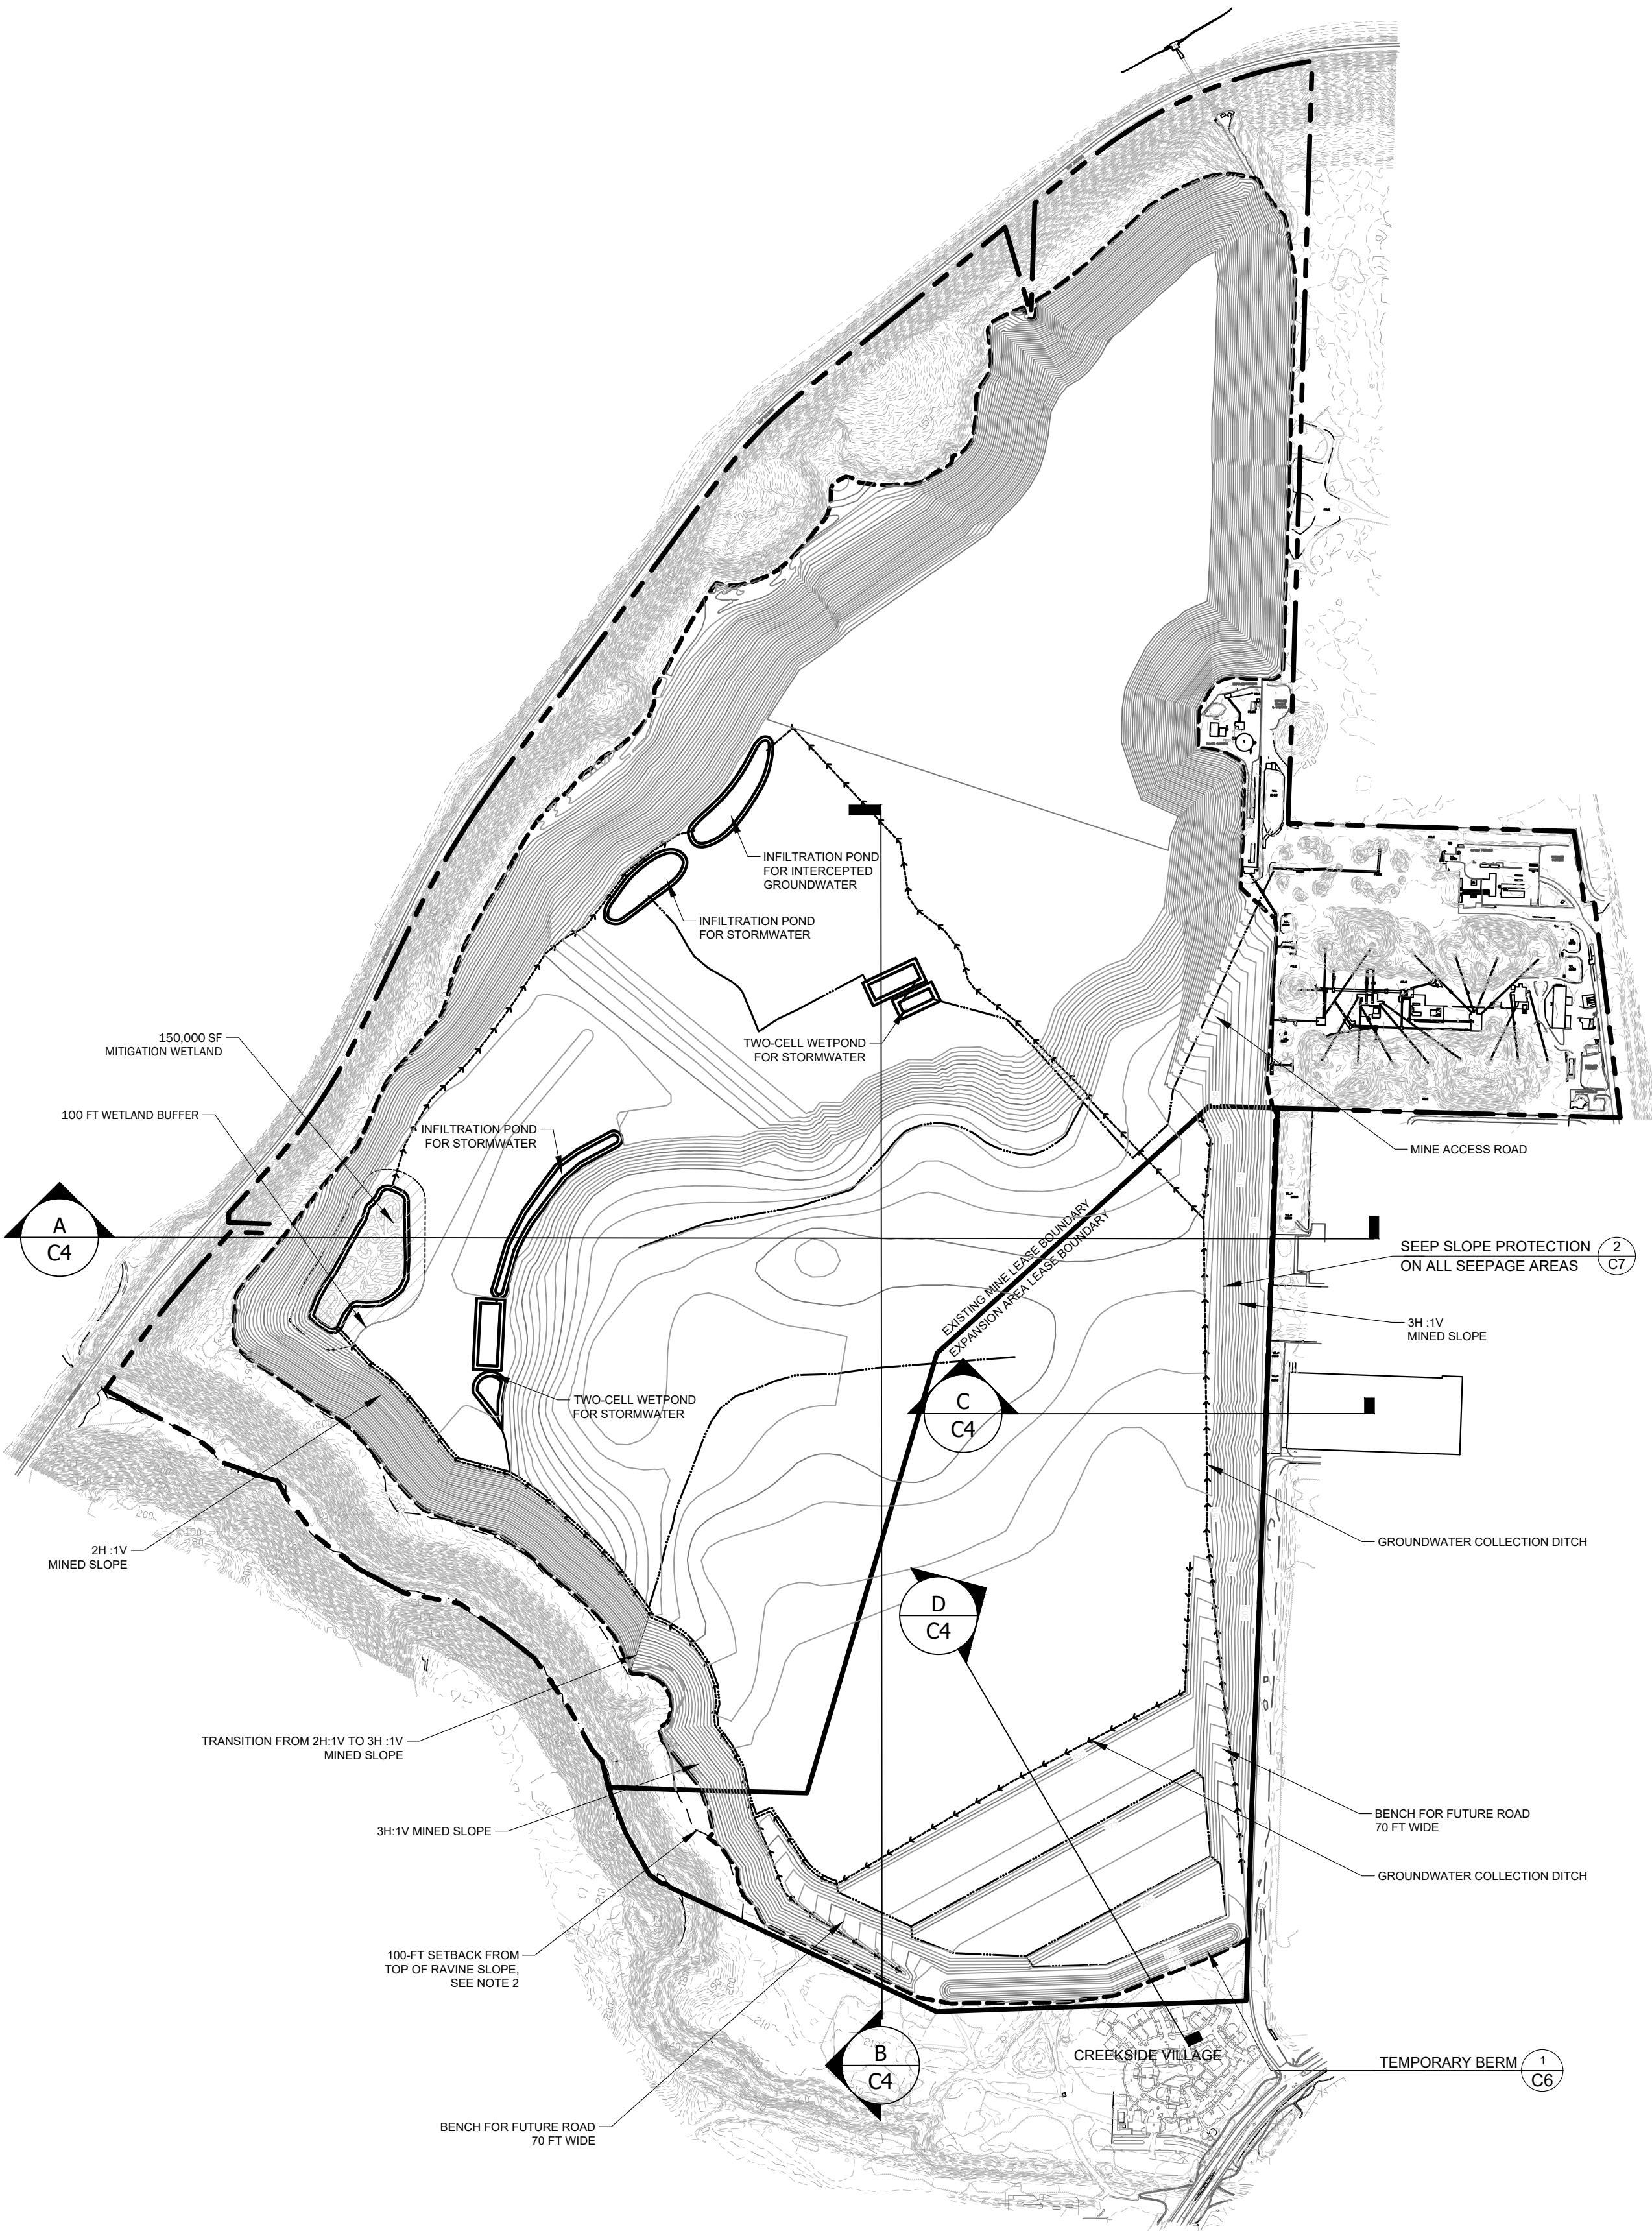 INFILTRATION POND
FOR INTERCEPTED
GROUNDWATER
INFILTRATION POND
FOR STORMWATER
150,000 SF
MITIGATION WETLAND
TWO-CELL WETPOND
FOR STORMWATER
100 FT WETLAND BUFFER
INFILTRATION POND
FOR STORMWATER
MINE ACCESS ROAD
A
C4
EXISTING MINE LEASE BOUNDARY
EXPANSION AREA LEASE BOUNDARY
SEEP SLOPE PROTECTION
ON ALL SEEPAGE AREAS
2
C7
3H :1V
MINED SLOPE
TWO-CELL WETPOND
FOR STORMWATER
C
C4
2H :1V
MINED SLOPE
GROUNDWATER COLLECTION DITCH
D
C4
TRANSITION FROM 2H:1V TO 3H :1V
MINED SLOPE
3H:1V MINED SLOPE
BENCH FOR FUTURE ROAD
70 FT WIDE
GROUNDWATER COLLECTION DITCH
100-FT SETBACK FROM
TOP OF RAVINE SLOPE,
SEE NOTE 2
B
C4
CREEKSIDE VILLAGE
TEMPORARY BERM
1
C6
BENCH FOR FUTURE ROAD
70 FT WIDE